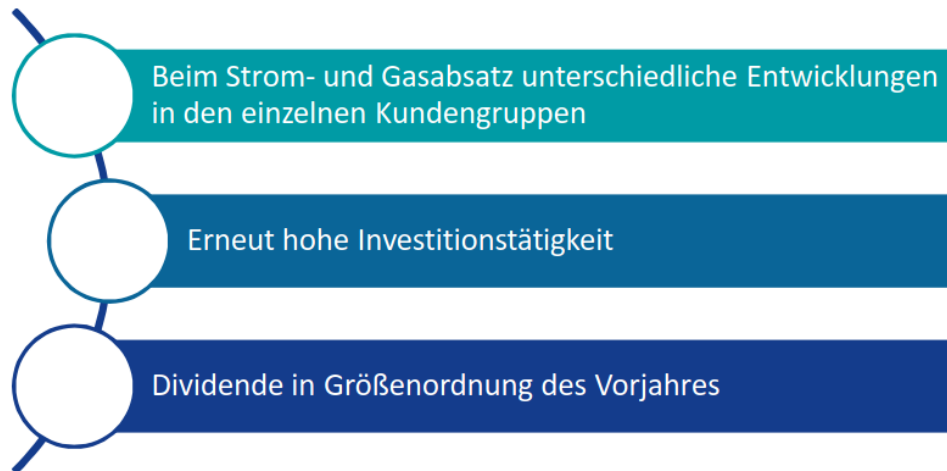 Beim Strom- und Gasabsatz unterschiedliche Entwicklungen
in den einzelnen Kundengruppen
Erneut hohe Investitionstätigkeit
Dividende in Größenordnung des Vorjahres